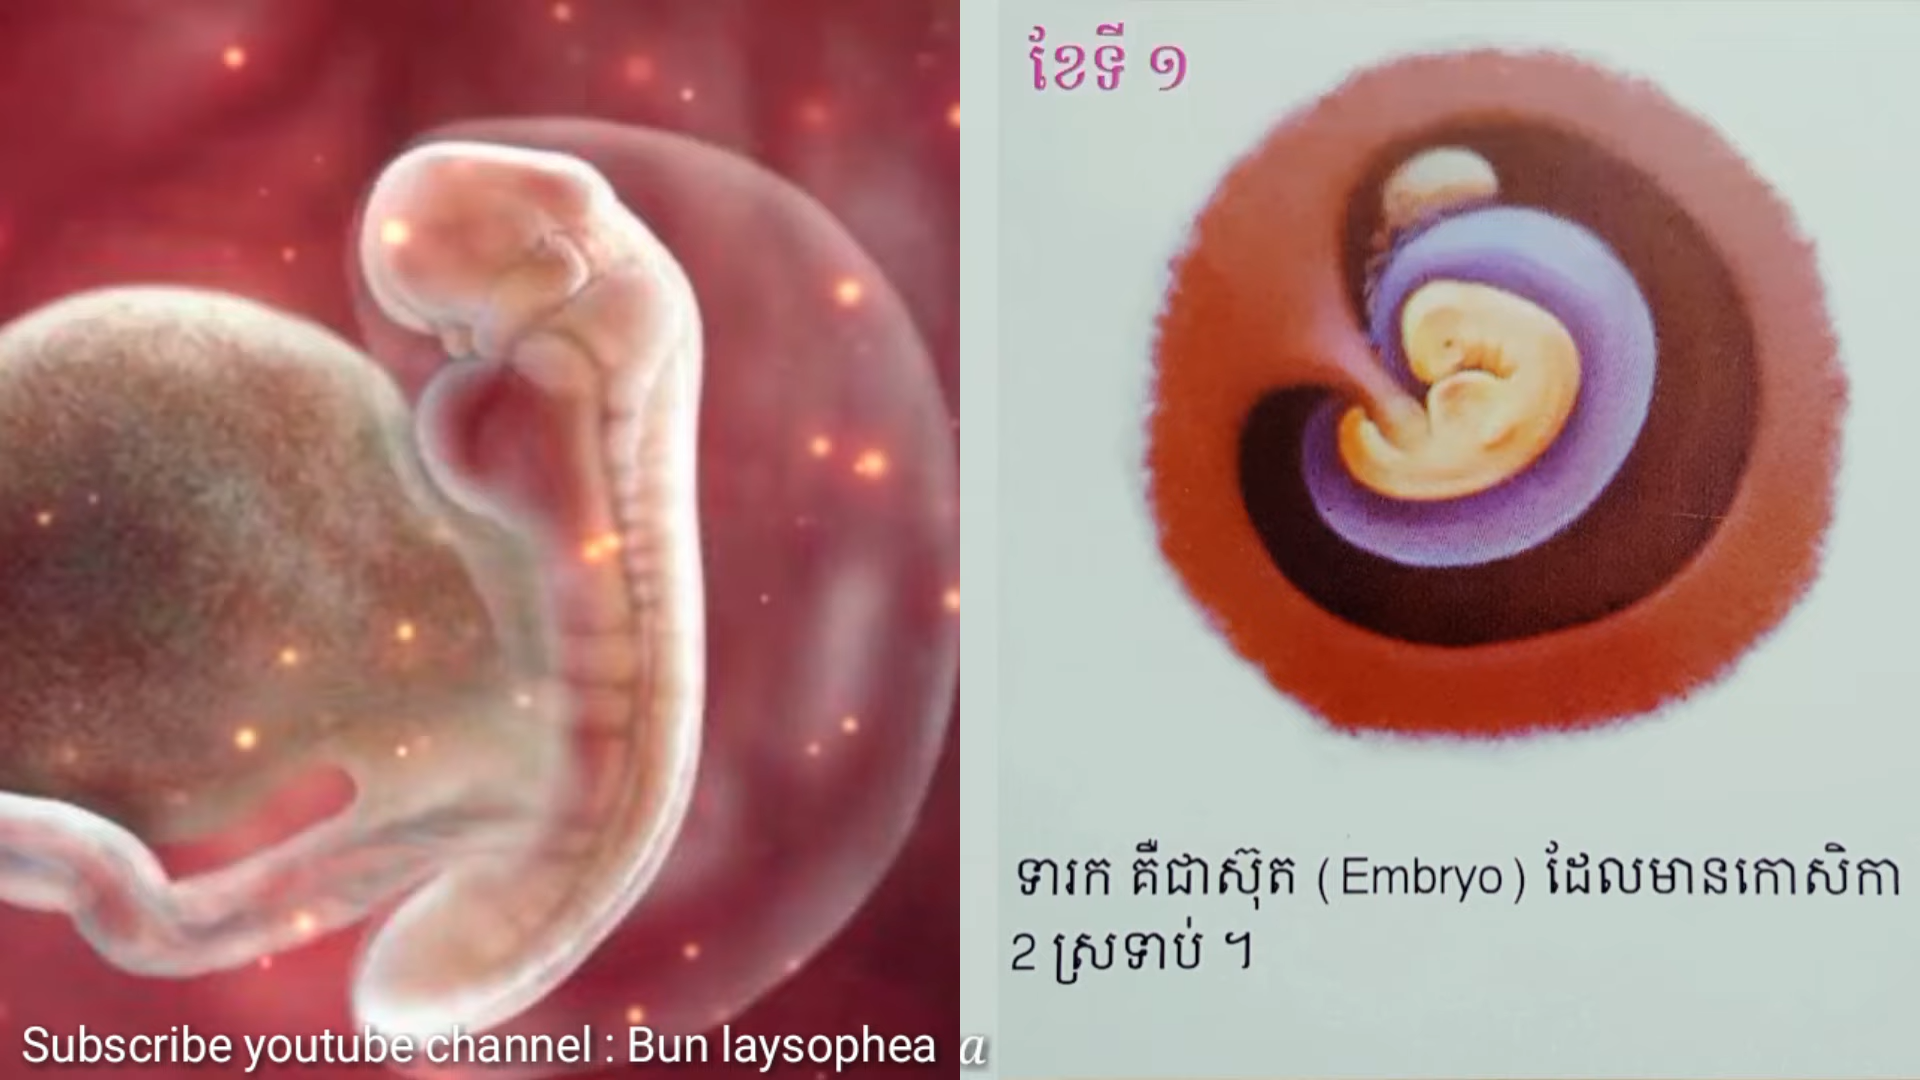 ខែទី ១
ទារក គឺជាស៊ុត (Embryo) ដែលមានកោសិកា
2 ស្រទាប់ ។
Subscribe youtube channel : Bun laysophea
a